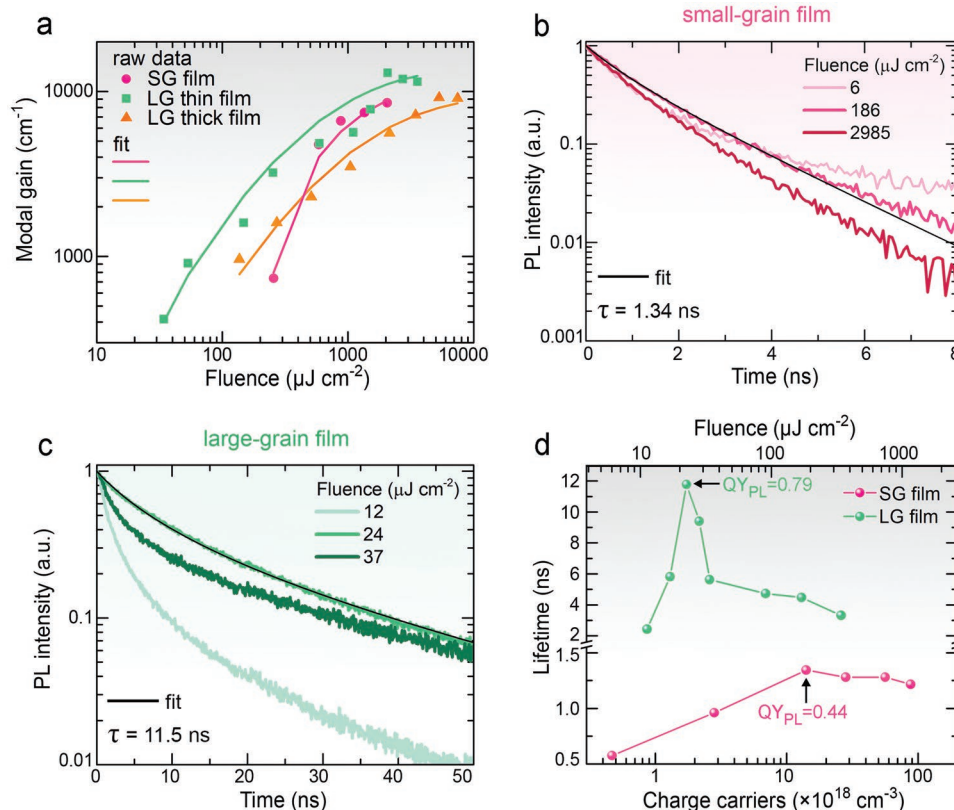 a
raw data
SG film
LG thin film
LG thick film
fit
10000
1000
Modal gain (cm⁻¹)
10
100
1000
10000
Fluence (µJ cm⁻²)
small-grain film
b
Fluence (µJ cm⁻²)
6
186
2985
fit
τ = 1.34 ns
1
0.1
0.01
0.001
PL intensity (a.u.)
0
2
4
6
8
Time (ns)
large-grain film
c
Fluence (µJ cm⁻²)
12
24
37
fit
τ = 11.5 ns
1
0.1
0.01
PL intensity (a.u.)
0
10
20
30
40
50
Time (ns)
d
Fluence (µJ cm⁻²)
10
100
1000
QY_PL=0.79
SG film
LG film
QY_PL=0.44
12
10
8
6
4
2
1.5
1.0
0.5
Lifetime (ns)
1
10
100
Charge carriers (×10¹⁸ cm⁻³)